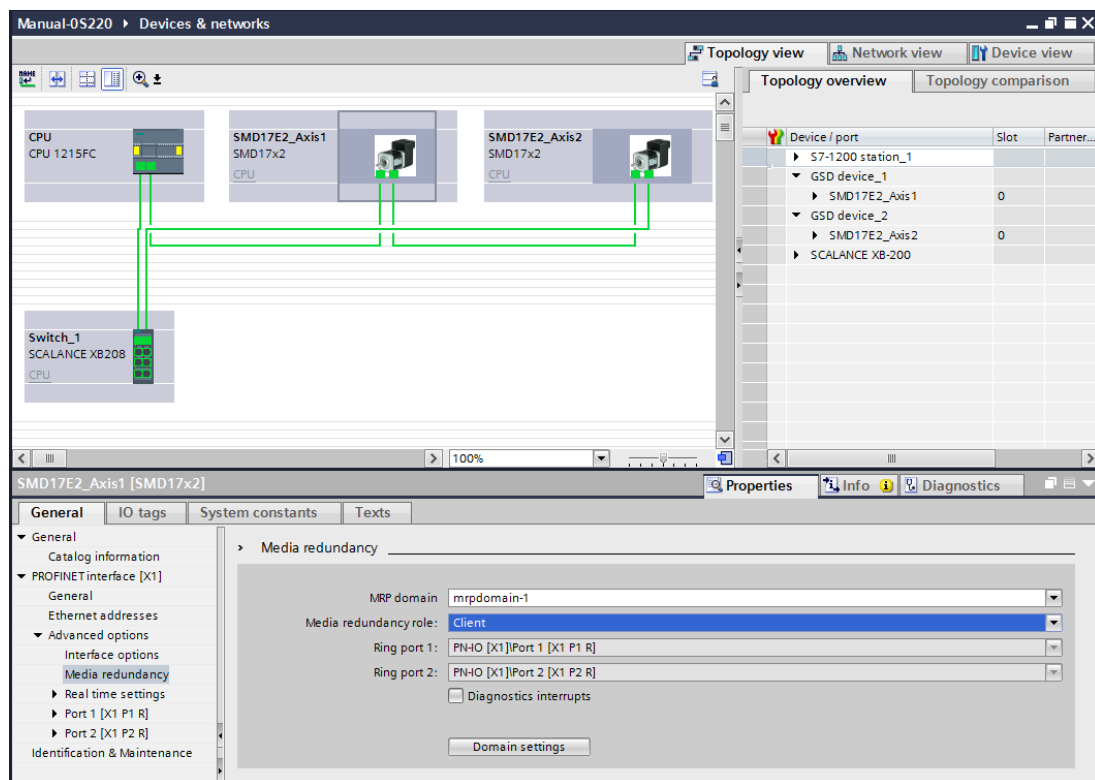 Manual-0S220 ▸ Devices & networks
Topology view
Network view
Device view
NAME
Topology overview
Topology comparison
CPU
CPU 1215FC
SMD17E2_Axis1
SMD17x2
CPU
SMD17E2_Axis2
SMD17x2
CPU
Switch_1
SCALANCE XB208
CPU
Device / port
Slot
Partner...
S7-1200 station_1
GSD device_1
SMD17E2_Axis1
0
GSD device_2
SMD17E2_Axis2
0
SCALANCE XB-200
100%
SMD17E2_Axis1 [SMD17x2]
Properties
Info
Diagnostics
General
IO tags
System constants
Texts
General
Catalog information
PROFINET interface [X1]
General
Ethernet addresses
Advanced options
Interface options
Media redundancy
Real time settings
Port 1 [X1 P1 R]
Port 2 [X1 P2 R]
Identification & Maintenance
Media redundancy
MRP domain
mrpdomain-1
Media redundancy role:
Client
Ring port 1:
PN-IO [X1]\Port 1 [X1 P1 R]
Ring port 2:
PN-IO [X1]\Port 2 [X1 P2 R]
Diagnostics interrupts
Domain settings